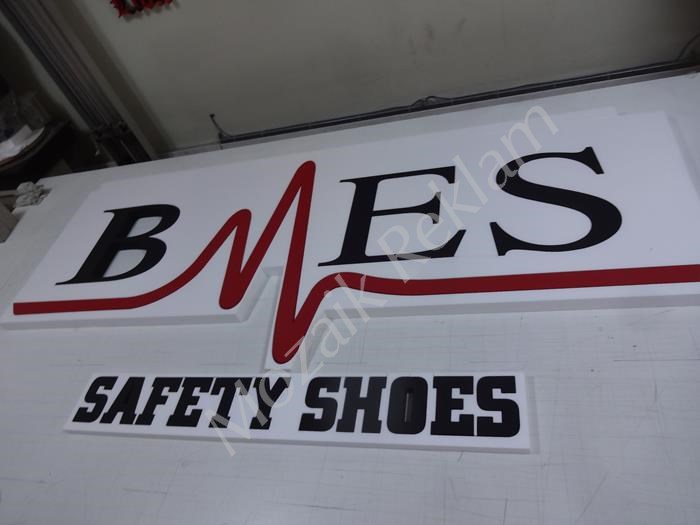 BMES
SAFETY SHOES
Mozaik Reklam